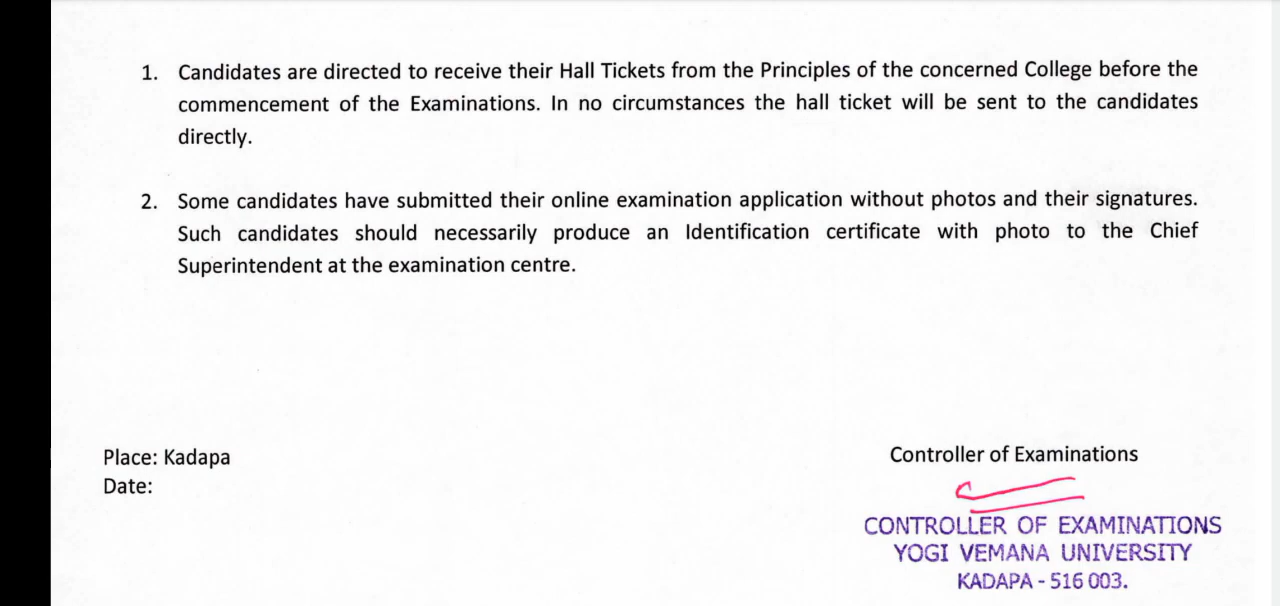 1. Candidates are directed to receive their Hall Tickets from the Principles of the concerned College before the
commencement of the Examinations. In no circumstances the hall ticket will be sent to the candidates
directly.
2. Some candidates have submitted their online examination application without photos and their signatures.
Such candidates should necessarily produce an Identification certificate with photo to the Chief
Superintendent at the examination centre.
Place: Kadapa
Controller of Examinations
Date:
CONTROLLER OF EXAMINATIONS
YOGI VEMANA UNIVERSITY
KADAPA - 516 003.